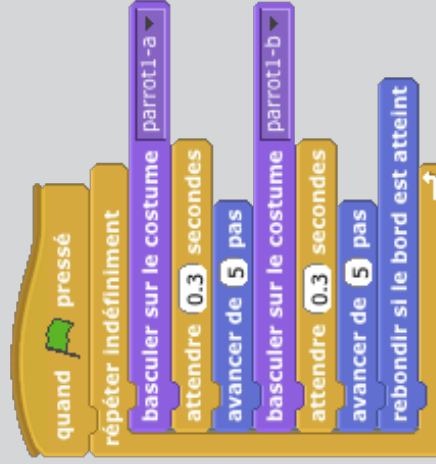 quand pressé
répéter indéfiniment
basculer sur le costume parrot1-a
attendre 0.3 secondes
avancer de 5 pas
basculer sur le costume parrot1-b
attendre 0.3 secondes
avancer de 5 pas
rebondir si le bord est atteint